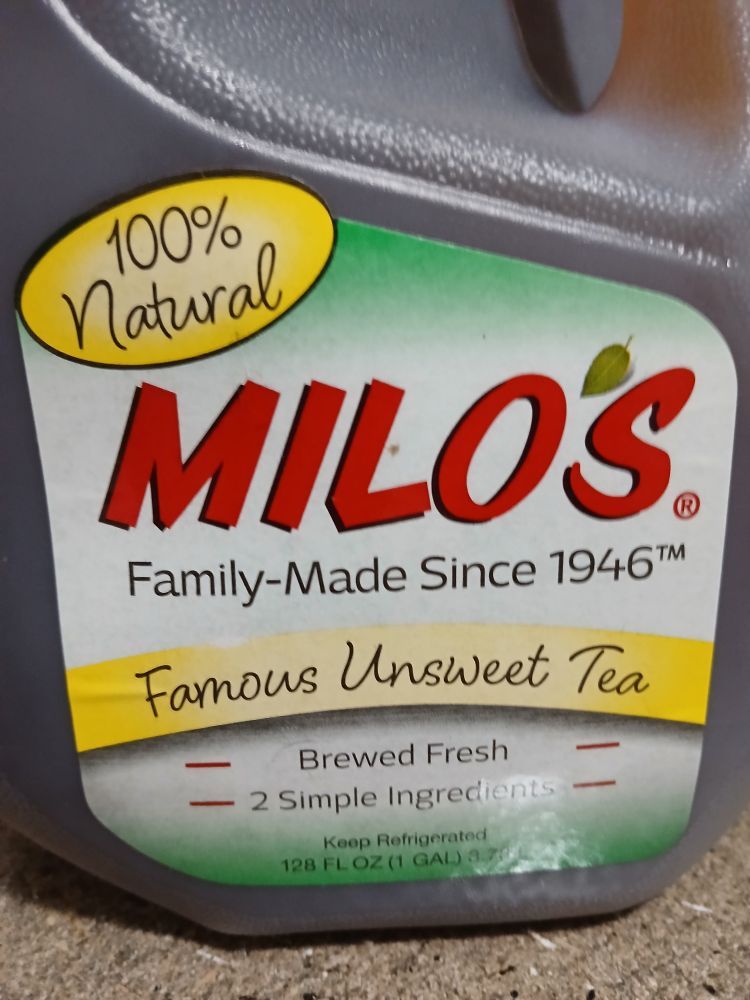 100%
Natural
MILO'S®
Family-Made Since 1946™
Famous Unsweet Tea
Brewed Fresh
2 Simple Ingredients
Keep Refrigerated
128 FL OZ (1 GAL)